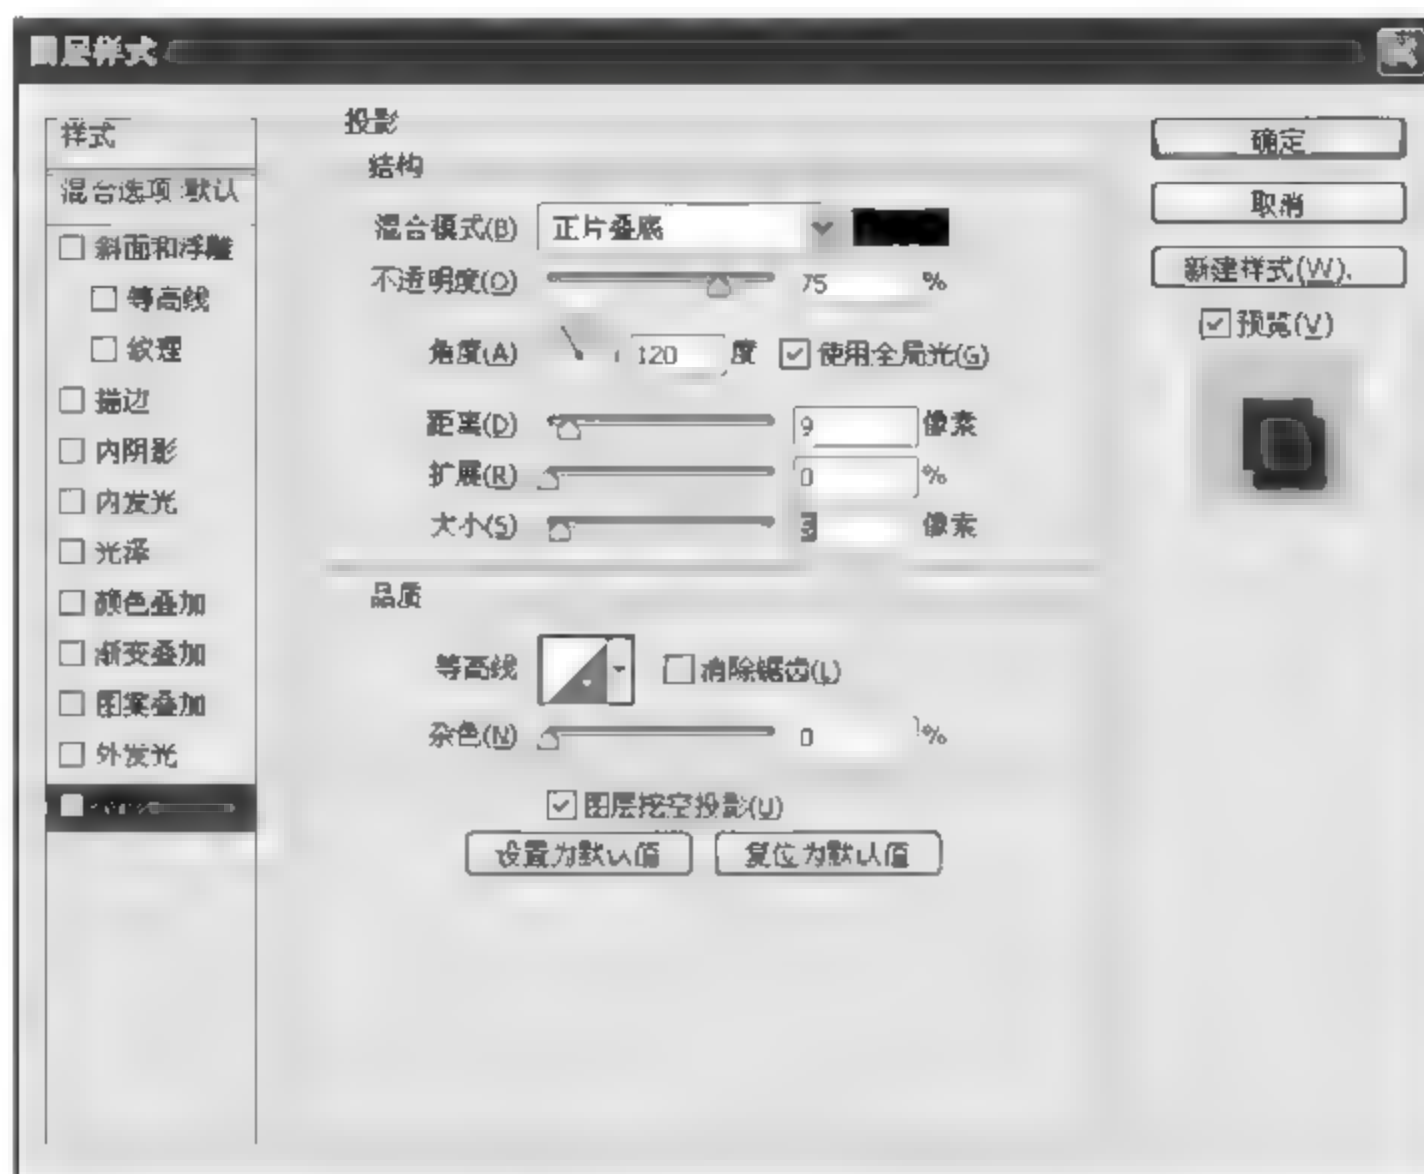 图层样式
样式
混合选项:默认
斜面和浮雕
等高线
纹理
描边
内阴影
内发光
光泽
颜色叠加
渐变叠加
图案叠加
外发光
投影
结构
混合模式(B) 正片叠底
不透明度(O) 75 %
角度(A) 120 度 使用全局光(G)
距离(D) 9 像素
扩展(R) 0 %
大小(S) 3 像素
品质
等高线 消除锯齿(L)
杂色(N) 0 %
图层挖空投影(U)
设置为默认值 复位为默认值
确定
取消
新建样式(W).
预览(V)